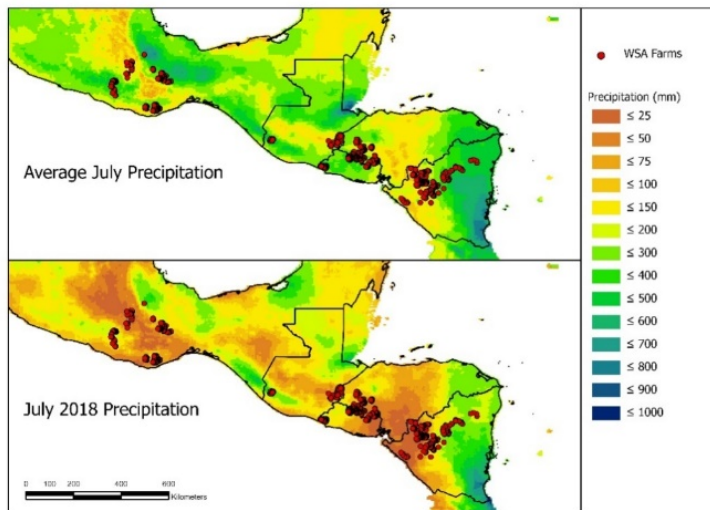 WSA Farms
Precipitation (mm)
≤ 25
≤ 50
≤ 75
≤ 100
≤ 150
≤ 200
≤ 300
≤ 400
≤ 500
≤ 600
≤ 700
≤ 800
≤ 900
≤ 1000
Average July Precipitation
July 2018 Precipitation
0 100 200 400 600
Kilometers